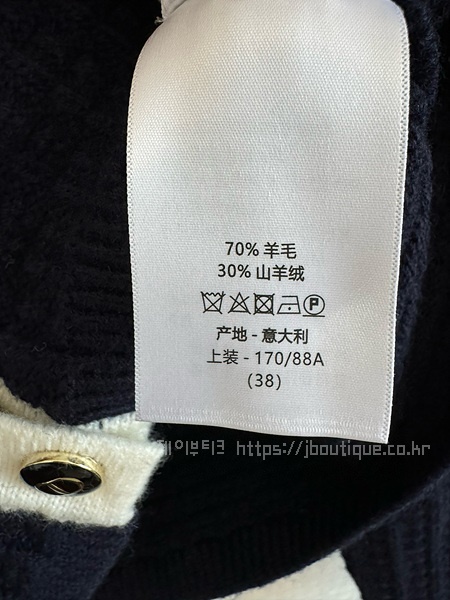 70% 羊毛
30% 山羊绒
P
产地 - 意大利
上装 - 170/88A
(38)
제이부티크 https://jboutique.co.kr